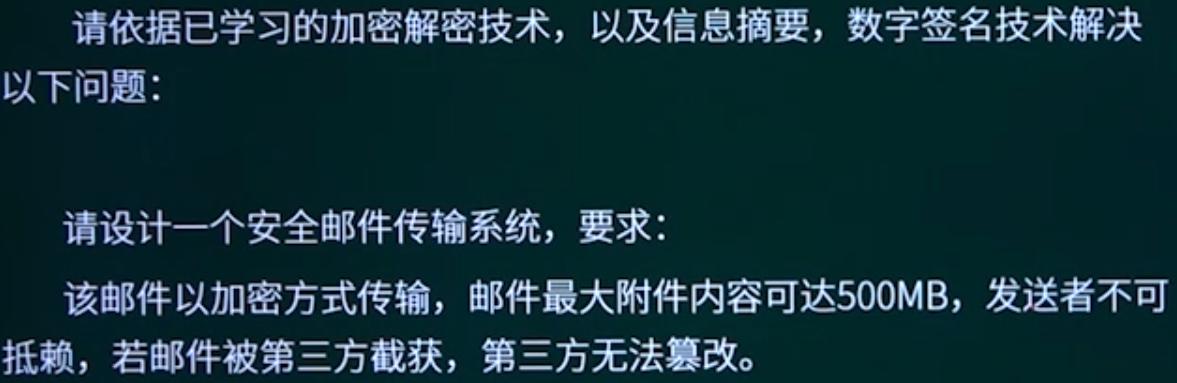 请依据已学习的加密解密技术，以及信息摘要，数字签名技术解决
以下问题：
请设计一个安全邮件传输系统，要求：
该邮件以加密方式传输，邮件最大附件内容可达500MB，发送者不可
抵赖，若邮件被第三方截获，第三方无法篡改。